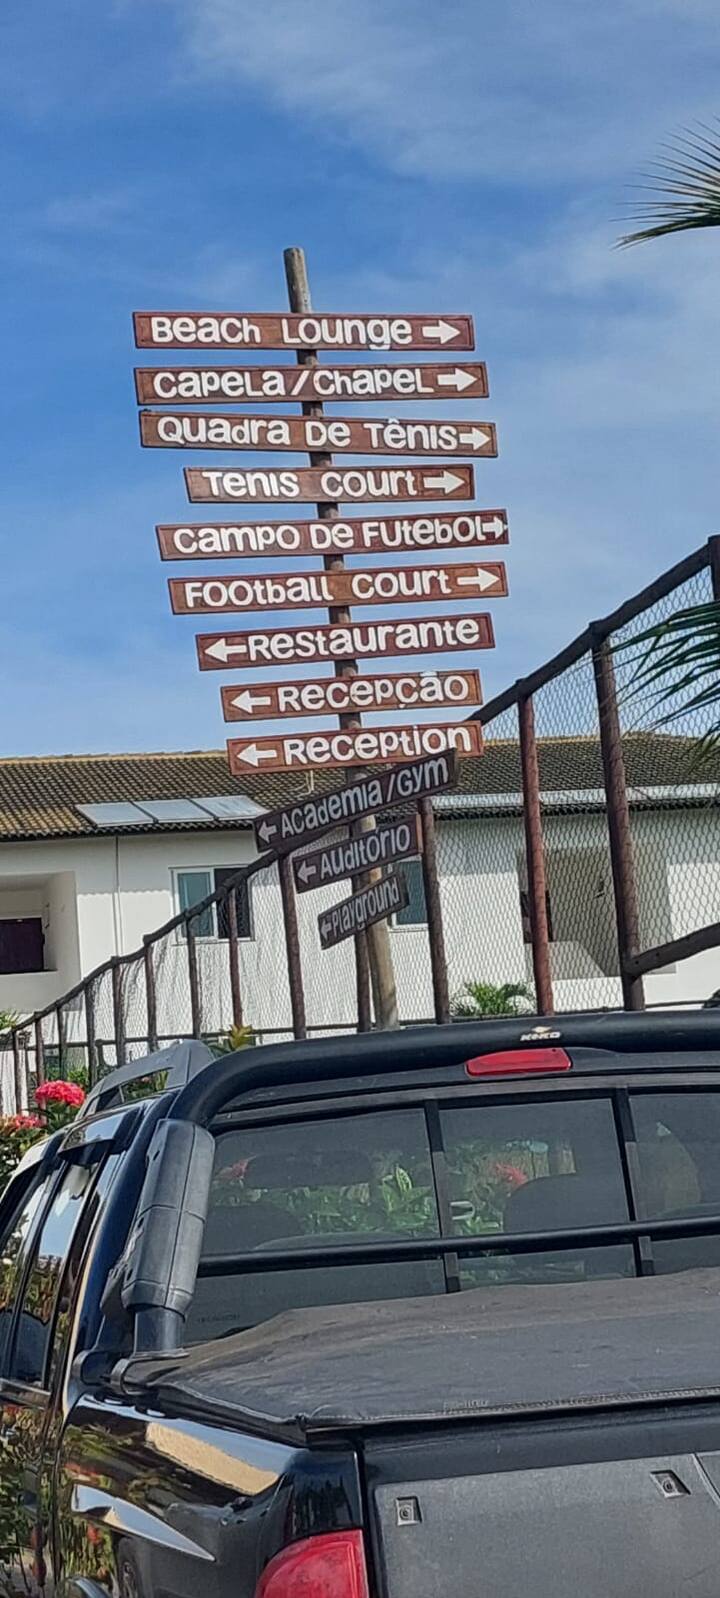 Beach Lounge →
Capela/Chapel →
Quadra De Tênis →
Tenis Court →
Campo De Futebol →
Football Court →
← Restaurante
← Recepção
← Reception
← Academia/Gym
← Auditório
← Playground
KEKO